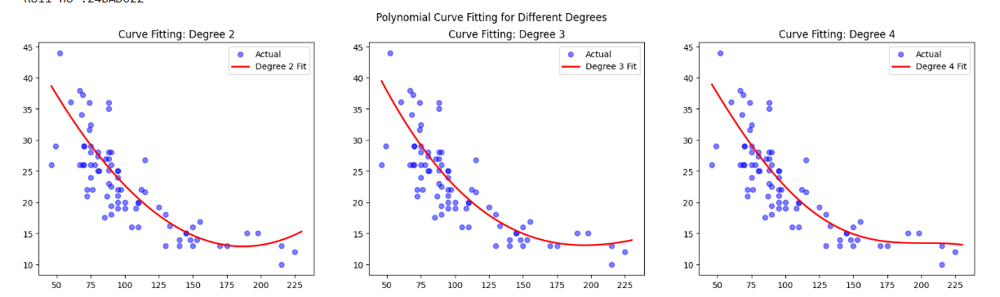 Roll no :24BAD022
Polynomial Curve Fitting for Different Degrees
Curve Fitting: Degree 2
Curve Fitting: Degree 3
Curve Fitting: Degree 4
45
40
35
30
25
20
15
10
50 75 100 125 150 175 200 225
Actual
Degree 2 Fit
45
40
35
30
25
20
15
10
50 75 100 125 150 175 200 225
Actual
Degree 3 Fit
45
40
35
30
25
20
15
10
50 75 100 125 150 175 200 225
Actual
Degree 4 Fit